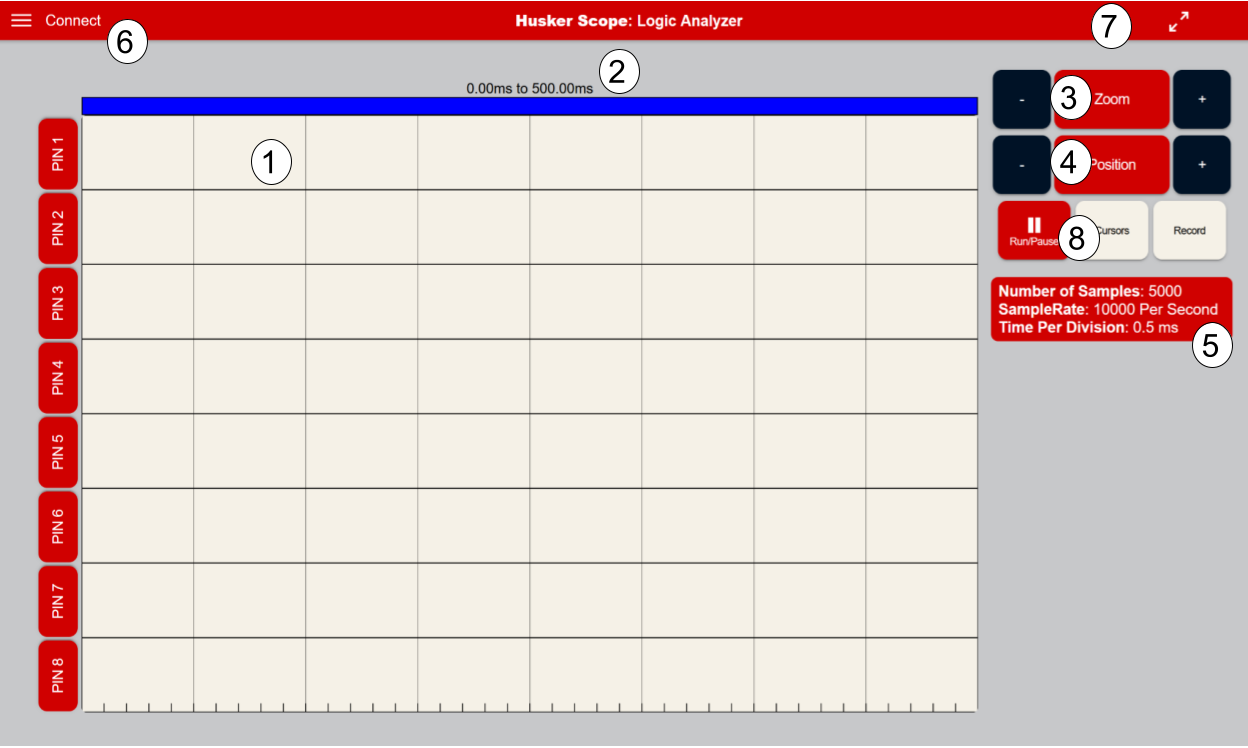 Connect
Husker Scope: Logic Analyzer
6
7
2
0.00ms to 500.00ms
- 3 Zoom +
- 4 Position +
Run/Pause 8 Cursors Record
Number of Samples: 5000
SampleRate: 10000 Per Second
Time Per Division: 0.5 ms
5
1
PIN 1
PIN 2
PIN 3
PIN 4
PIN 5
PIN 6
PIN 7
PIN 8